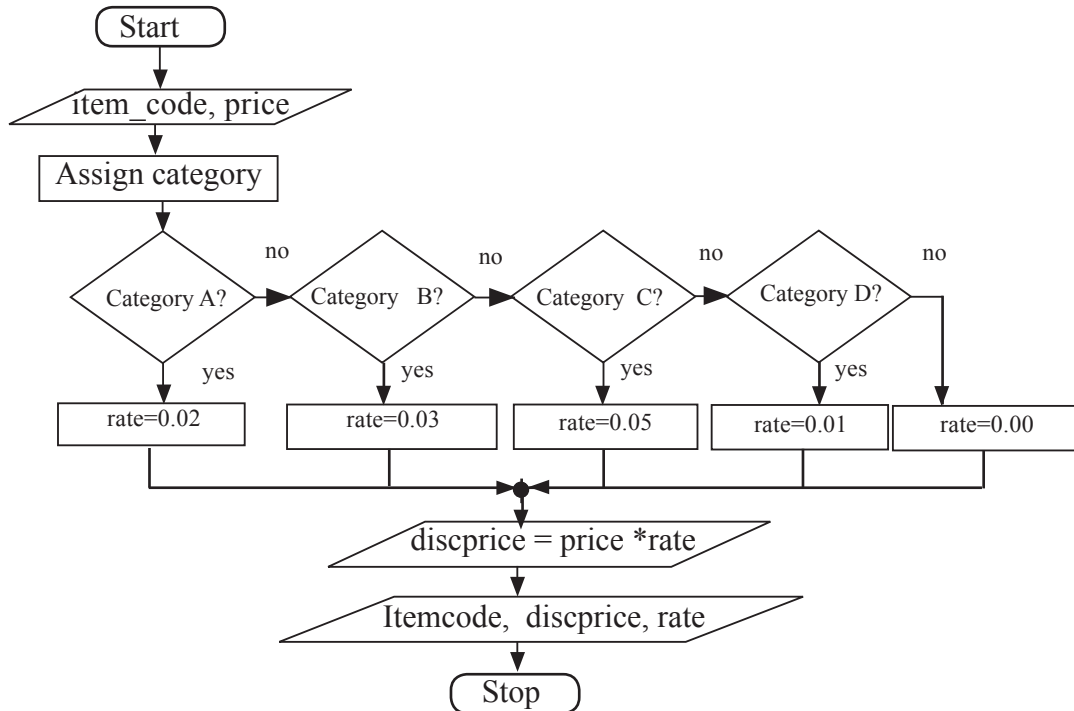 Start
item_code, price
Assign category
Category A?
no
Category B?
no
Category C?
no
Category D?
no
yes
yes
yes
yes
rate=0.02
rate=0.03
rate=0.05
rate=0.01
rate=0.00
discprice = price *rate
Itemcode, discprice, rate
Stop